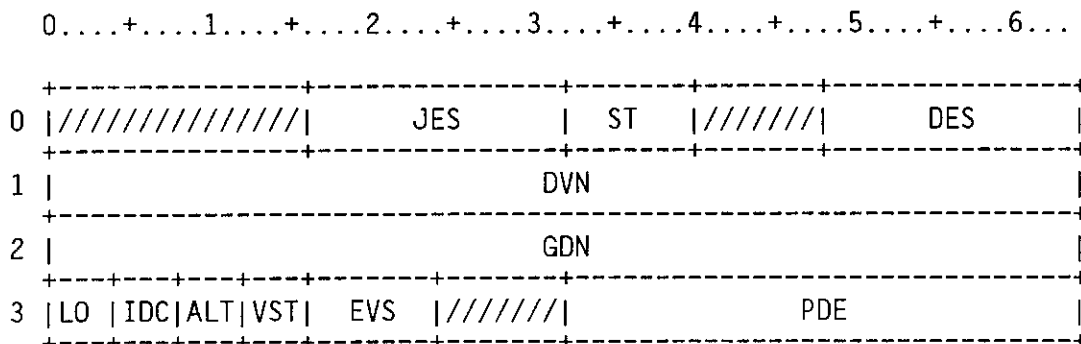 0....+....1....+....2....+....3....+....4....+....5....+....6...
+---------------+---------------+-------+-------+---------------+
0 |///////////////|      JES      |  ST   |///////|      DES      |
+---------------+---------------+-------+-------+---------------+
1 |                              DVN                              |
+---------------------------------------------------------------+
2 |                              GDN                              |
+---+---+---+---+-------+-------+-------------------------------+
3 |LO |IDC|ALT|VST|  EVS  |///////|              PDE              |
+---+---+---+---+-------+-------+-------------------------------+